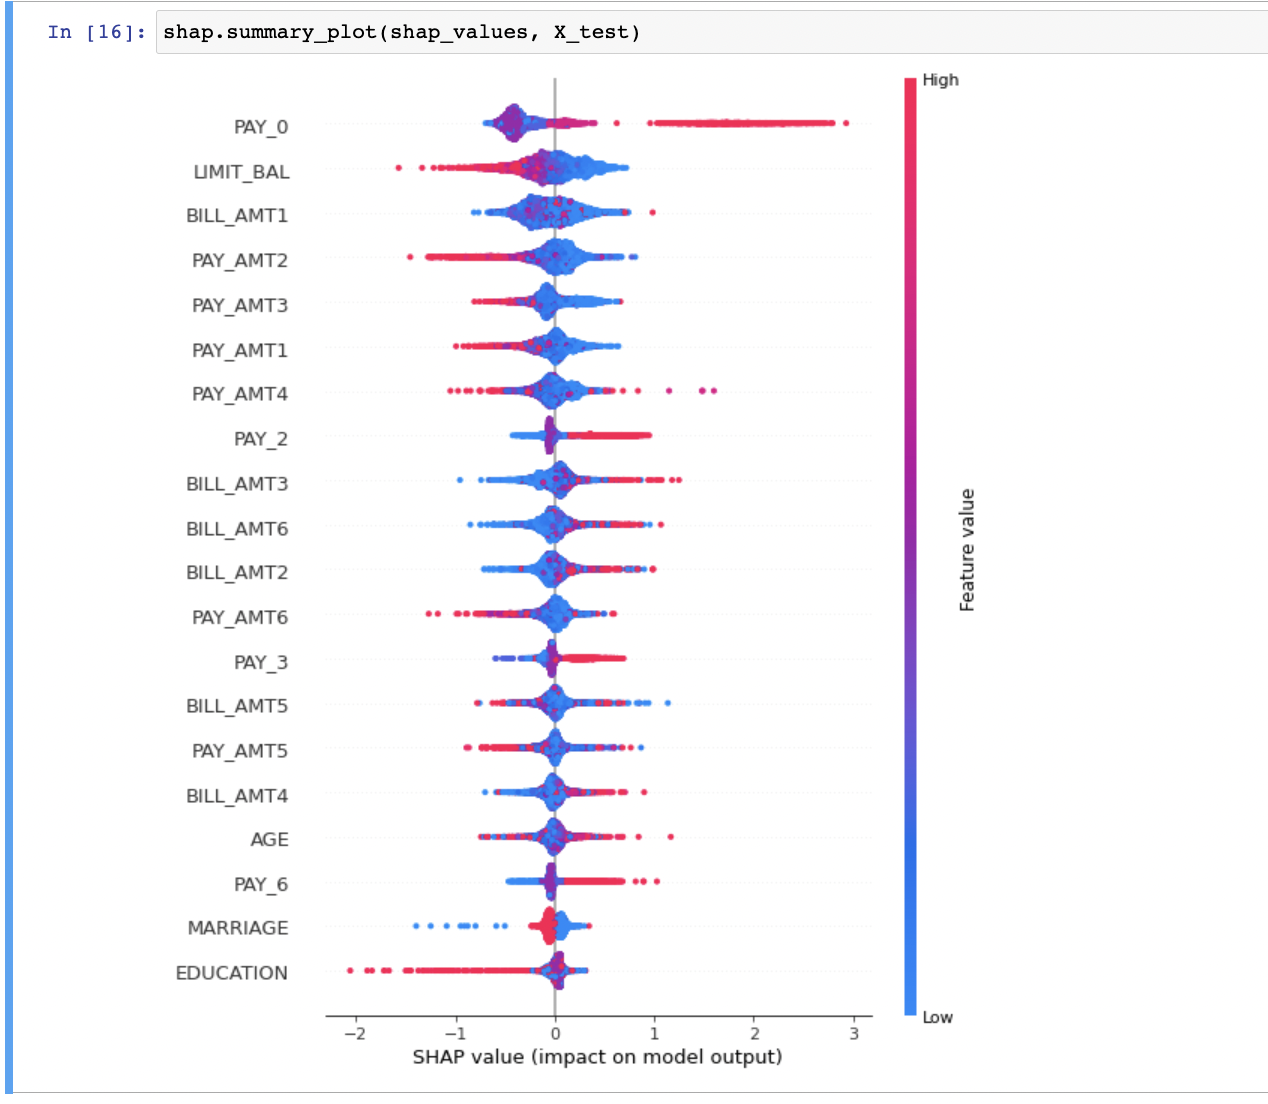 In [16]: shap.summary_plot(shap_values, X_test)
High
PAY_0
LIMIT_BAL
BILL_AMT1
PAY_AMT2
PAY_AMT3
PAY_AMT1
PAY_AMT4
PAY_2
BILL_AMT3
BILL_AMT6
BILL_AMT2
PAY_AMT6
PAY_3
BILL_AMT5
PAY_AMT5
BILL_AMT4
AGE
PAY_6
MARRIAGE
EDUCATION
Feature value
Low
−2 −1 0 1 2 3
SHAP value (impact on model output)